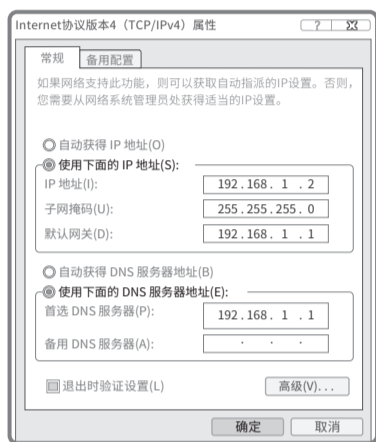 Internet协议版本4（TCP/IPv4）属性
?
常规 备用配置
如果网络支持此功能，则可以获取自动指派的IP设置。否则，
您需要从网络系统管理员处获得适当的IP设置。
自动获得 IP 地址(O)
使用下面的 IP 地址(S):
IP 地址(I): 192.168. 1 .2
子网掩码(U): 255.255.255.0
默认网关(D): 192.168. 1 .1
自动获得 DNS 服务器地址(B)
使用下面的 DNS 服务器地址(E):
首选 DNS 服务器(P): 192.168. 1 .1
备用 DNS 服务器(A): . . .
退出时验证设置(L) 高级(V)...
确定 取消